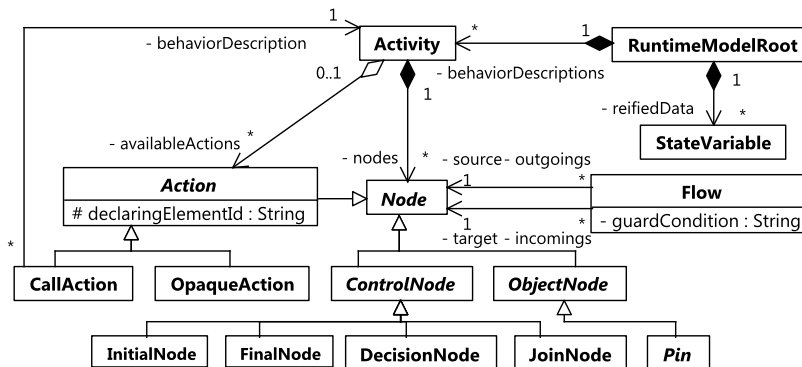 1
- behaviorDescription
Activity
*
1
RuntimeModelRoot
0..1
1
- behaviorDescriptions
1
- availableActions
*
- reifiedData
*
StateVariable
- nodes
*
- source
- outgoings
Action
# declaringElementId : String
Node
1
*
Flow
- guardCondition : String
1
*
- target
- incomings
*
CallAction
OpaqueAction
ControlNode
ObjectNode
InitialNode
FinalNode
DecisionNode
JoinNode
Pin